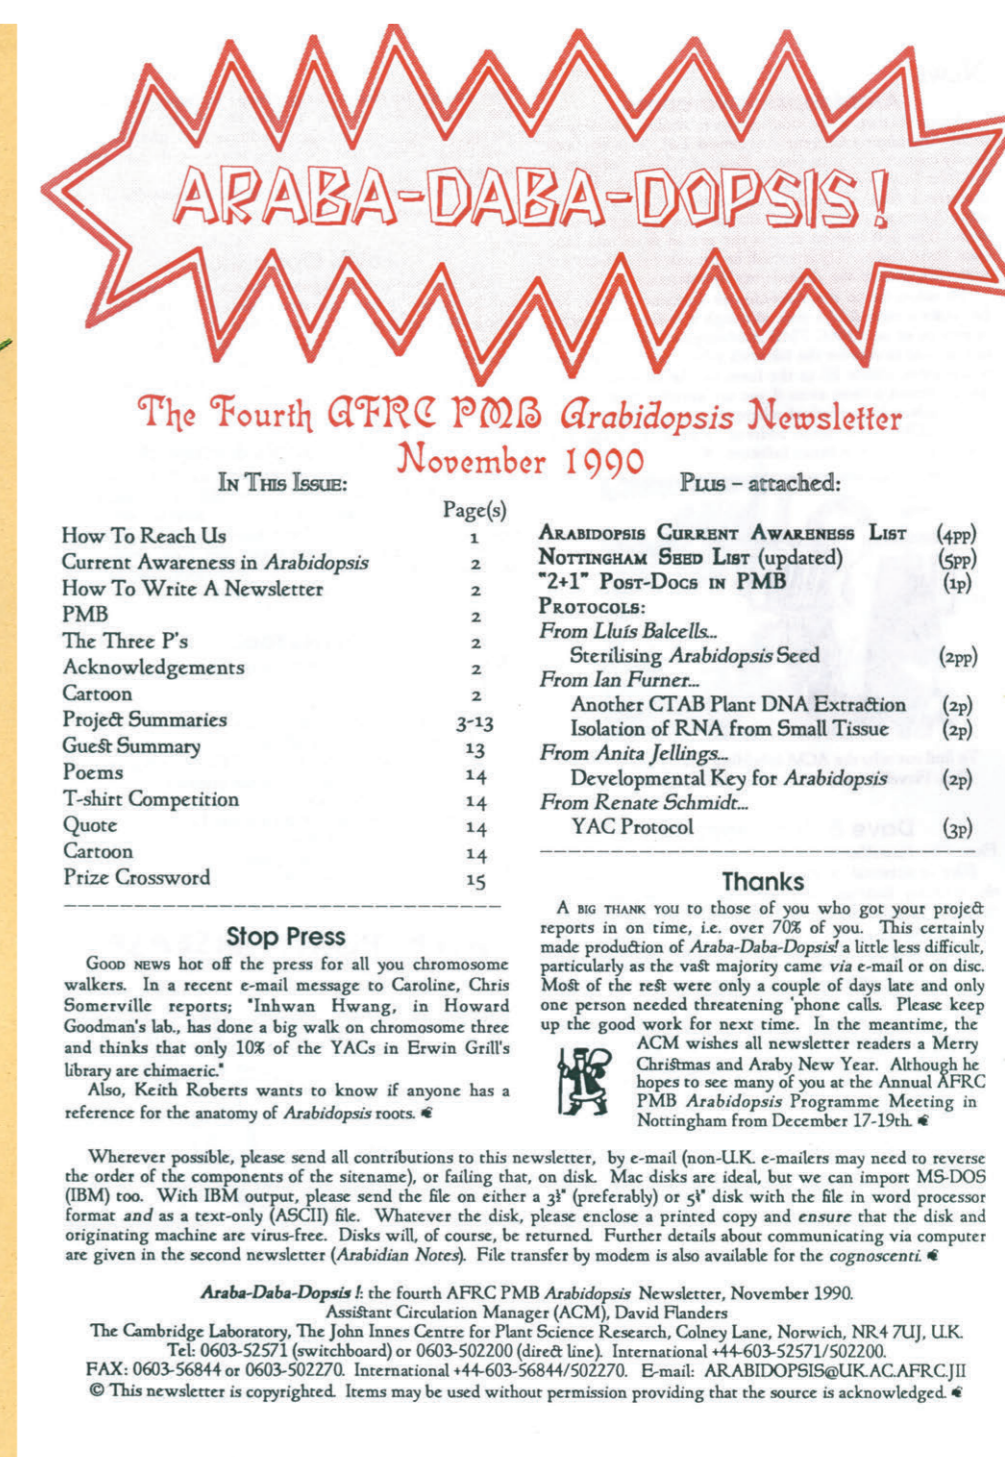 ARABA-DABA-DOPSIS!
The Fourth AFRC PMB Arabidopsis Newsletter
November 1990
In This Issue:
Page(s)
How To Reach Us 1
Current Awareness in Arabidopsis 2
How To Write A Newsletter 2
PMB 2
The Three P's 2
Acknowledgements 2
Cartoon 2
Project Summaries 3-13
Guest Summary 13
Poems 14
T-shirt Competition 14
Quote 14
Cartoon 14
Prize Crossword 15
Stop Press
Good news hot off the press for all you chromosome
walkers. In a recent e-mail message to Caroline, Chris
Somerville reports; "Inhwan Hwang, in Howard
Goodman's lab., has done a big walk on chromosome three
and thinks that only 10% of the YACs in Erwin Grill's
library are chimaeric."
Also, Keith Roberts wants to know if anyone has a
reference for the anatomy of Arabidopsis roots.
Plus – attached:
Arabidopsis Current Awareness List (4pp)
Nottingham Seed List (updated) (5pp)
"2+1" Post-Docs in PMB (1p)
Protocols:
From Lluís Balcells...
Sterilising Arabidopsis Seed (2pp)
From Ian Furner...
Another CTAB Plant DNA Extraction (2p)
Isolation of RNA from Small Tissue (2p)
From Anita Jellings...
Developmental Key for Arabidopsis (2p)
From Renate Schmidt...
YAC Protocol (3p)
Thanks
A big thank you to those of you who got your project
reports in on time, i.e. over 70% of you. This certainly
made production of Araba-Daba-Dopsis! a little less difficult,
particularly as the vast majority came via e-mail or on disc.
Most of the rest were only a couple of days late and only
one person needed threatening 'phone calls. Please keep
up the good work for next time. In the meantime, the
ACM wishes all newsletter readers a Merry
Christmas and Araby New Year. Although he
hopes to see many of you at the Annual AFRC
PMB Arabidopsis Programme Meeting in
Nottingham from December 17-19th.
Wherever possible, please send all contributions to this newsletter, by e-mail (non-U.K. e-mailers may need to reverse
the order of the components of the sitename), or failing that, on disk. Mac disks are ideal, but we can import MS-DOS
(IBM) too. With IBM output, please send the file on either a 3½" (preferably) or 5¼" disk with the file in word processor
format and as a text-only (ASCII) file. Whatever the disk, please enclose a printed copy and ensure that the disk and
originating machine are virus-free. Disks will, of course, be returned. Further details about communicating via computer
are given in the second newsletter (Arabidian Notes). File transfer by modem is also available for the cognoscenti.
Araba-Daba-Dopsis !: the fourth AFRC PMB Arabidopsis Newsletter, November 1990.
Assistant Circulation Manager (ACM), David Flanders
The Cambridge Laboratory, The John Innes Centre for Plant Science Research, Colney Lane, Norwich, NR4 7UJ, U.K.
Tel: 0603-52571 (switchboard) or 0603-502200 (direct line). International +44-603-52571/502200.
FAX: 0603-56844 or 0603-502270. International +44-603-56844/502270. E-mail: ARABIDOPSIS@UK.AC.AFRC.JII
© This newsletter is copyrighted. Items may be used without permission providing that the source is acknowledged.